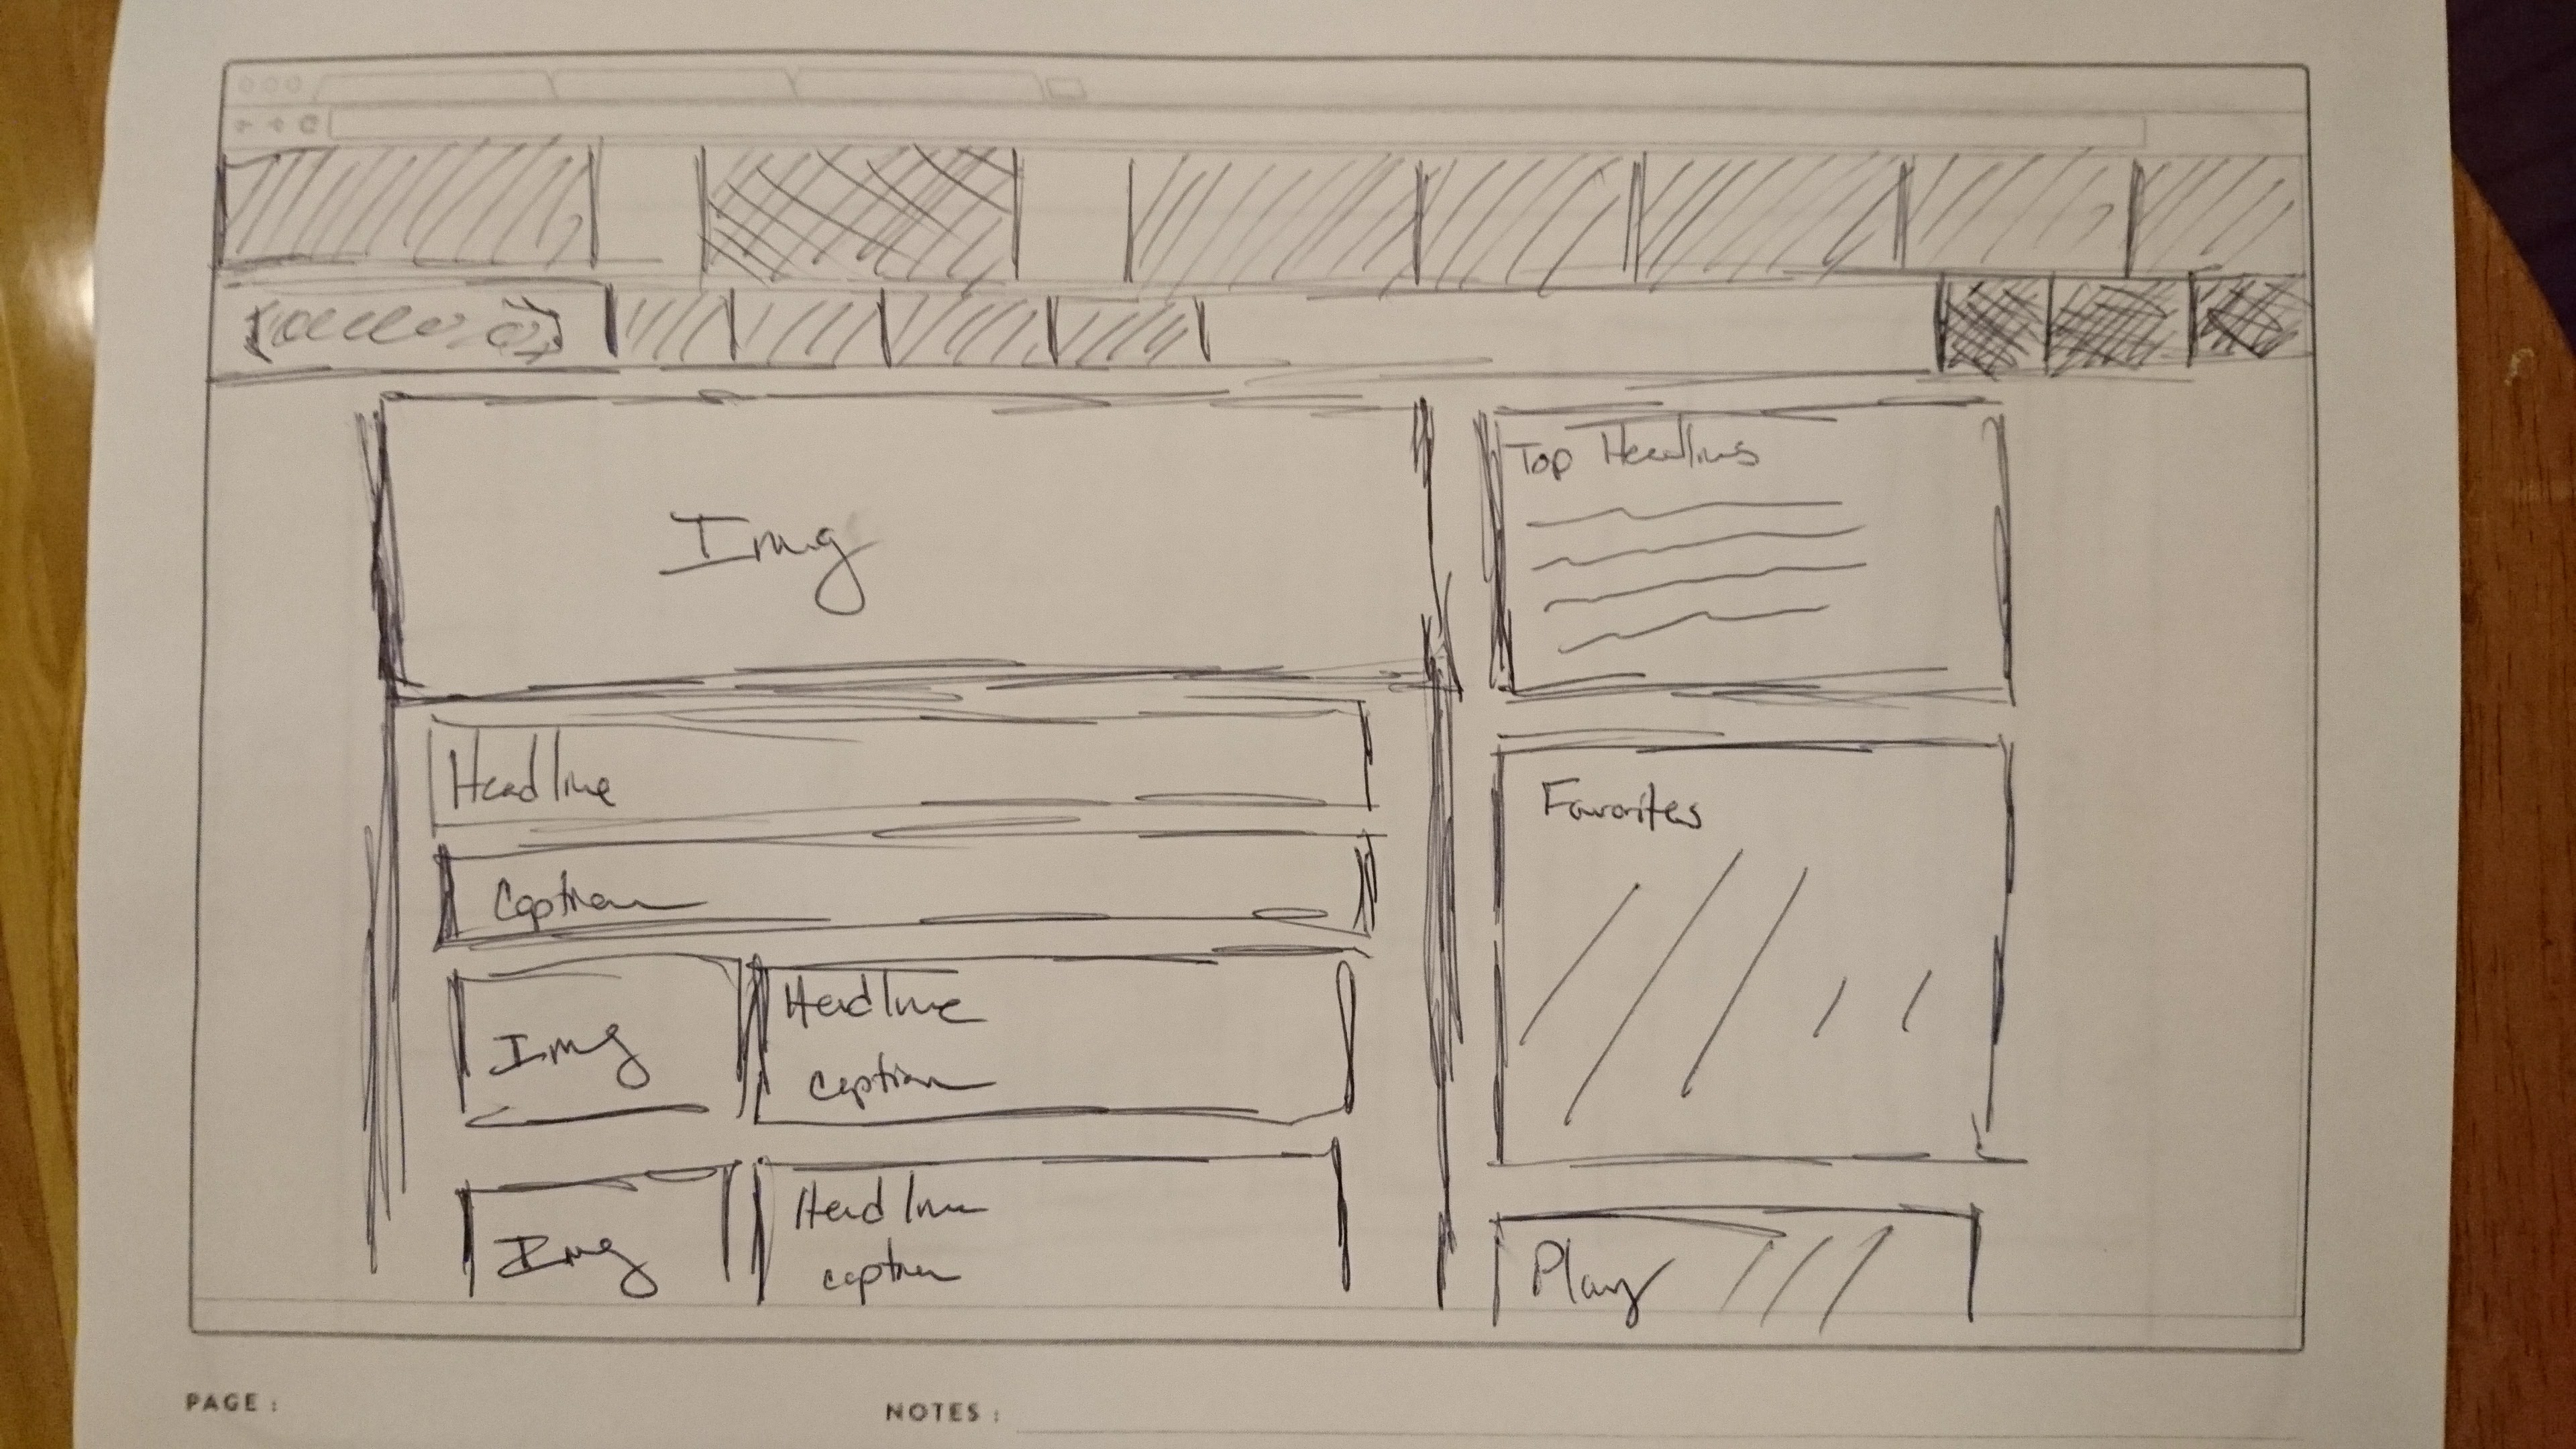 Img
Headline
Caption
Img
Headline
caption
Img
Headline
caption
Top Headlines
Favorites
Play
PAGE :
NOTES :